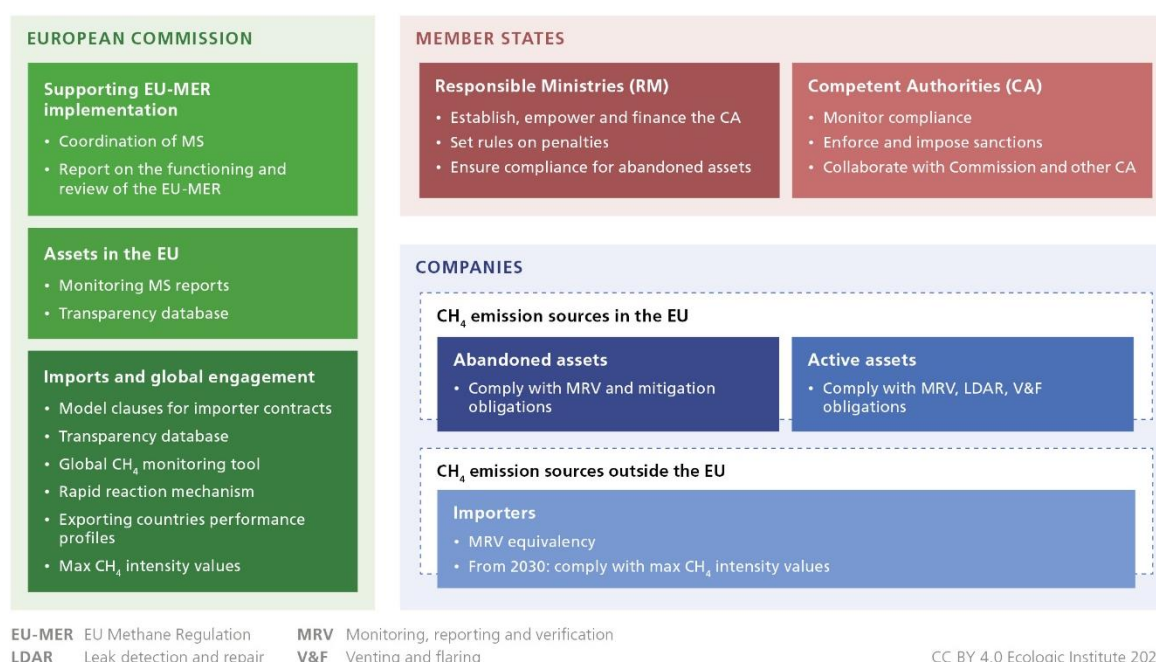 EUROPEAN COMMISSION
Supporting EU-MER
implementation
• Coordination of MS
• Report on the functioning and
review of the EU-MER
Assets in the EU
• Monitoring MS reports
• Transparency database
Imports and global engagement
• Model clauses for importer contracts
• Transparency database
• Global CH₄ monitoring tool
• Rapid reaction mechanism
• Exporting countries performance
profiles
• Max CH₄ intensity values
MEMBER STATES
Responsible Ministries (RM)
• Establish, empower and finance the CA
• Set rules on penalties
• Ensure compliance for abandoned assets
Competent Authorities (CA)
• Monitor compliance
• Enforce and impose sanctions
• Collaborate with Commission and other CA
COMPANIES
CH₄ emission sources in the EU
Abandoned assets
• Comply with MRV and mitigation
obligations
Active assets
• Comply with MRV, LDAR, V&F
obligations
CH₄ emission sources outside the EU
Importers
• MRV equivalency
• From 2030: comply with max CH₄ intensity values
EU-MER EU Methane Regulation
MRV Monitoring, reporting and verification
LDAR Leak detection and repair
V&F Venting and flaring
CC BY 4.0 Ecologic Institute 202